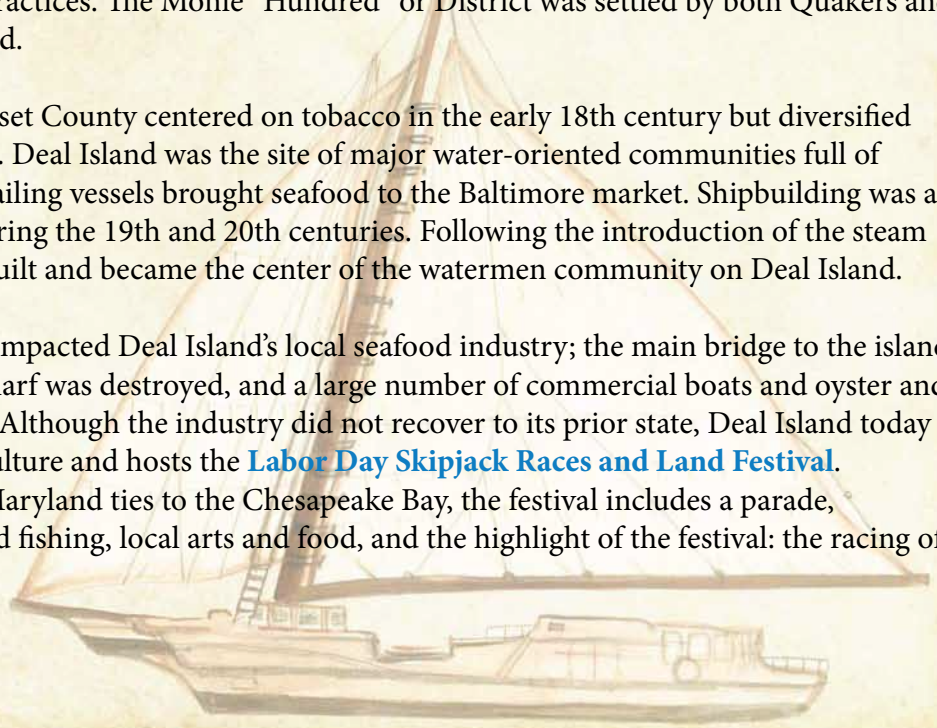 ractices. The Monie "Hundred" or District was settled by both Quakers an
d.
set County centered on tobacco in the early 18th century but diversified
. Deal Island was the site of major water-oriented communities full of
ailing vessels brought seafood to the Baltimore market. Shipbuilding was a
ring the 19th and 20th centuries. Following the introduction of the steam
uilt and became the center of the watermen community on Deal Island.
mpacted Deal Island's local seafood industry; the main bridge to the islan
arf was destroyed, and a large number of commercial boats and oyster and
Although the industry did not recover to its prior state, Deal Island today
ulture and hosts the Labor Day Skipjack Races and Land Festival.
Maryland ties to the Chesapeake Bay, the festival includes a parade,
d fishing, local arts and food, and the highlight of the festival: the racing of